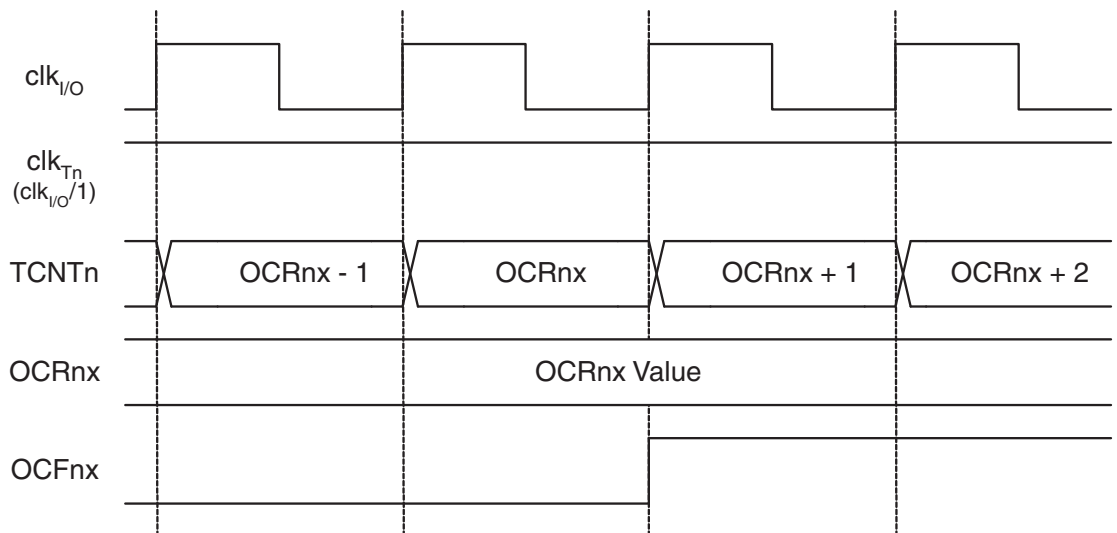 clkI/O
clkTn
(clkI/O/1)
TCNTn
OCRnx - 1
OCRnx
OCRnx + 1
OCRnx + 2
OCRnx
OCRnx Value
OCFnx